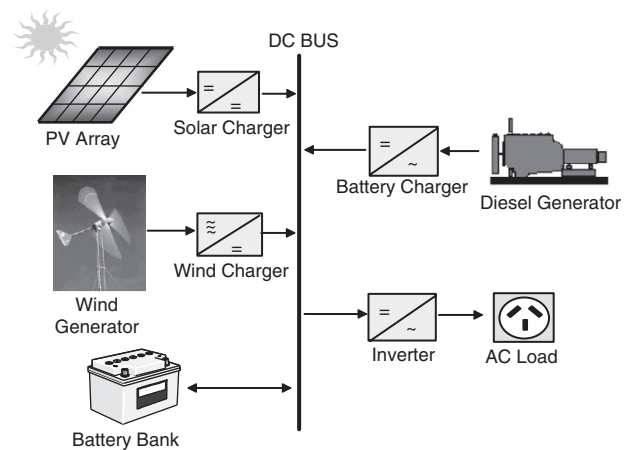 DC BUS
PV Array
Solar Charger
Battery Charger
Diesel Generator
Wind
Generator
Wind Charger
Inverter
AC Load
Battery Bank